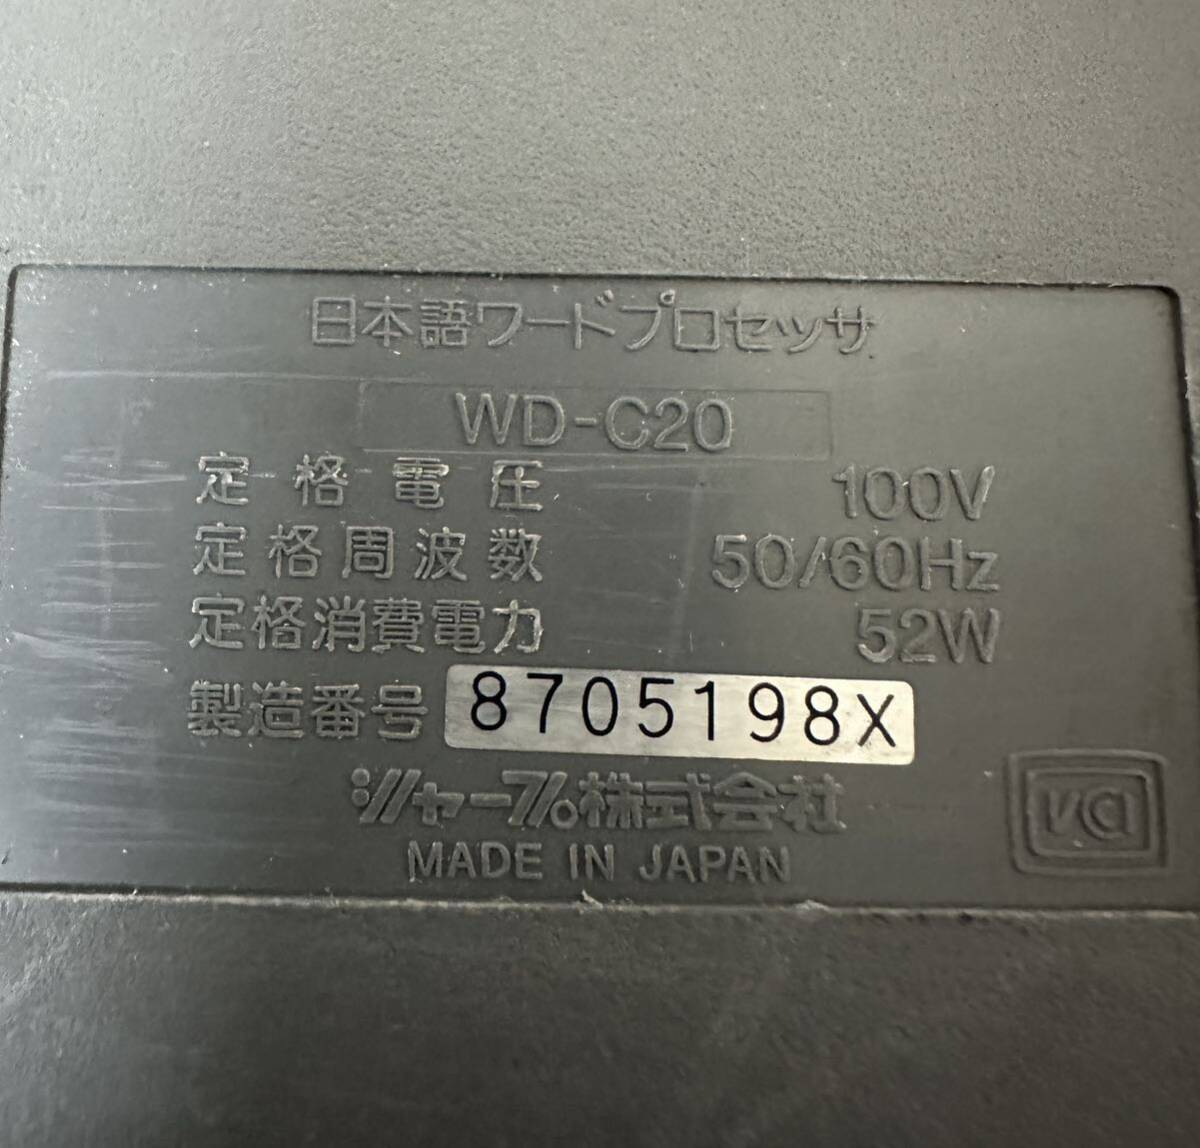 日本語ワードプロセッサ
WD-C20
定格電圧 100V
定格周波数 50/60Hz
定格消費電力 52W
製造番号 8705198X
シャープ株式会社
MADE IN JAPAN
VCI